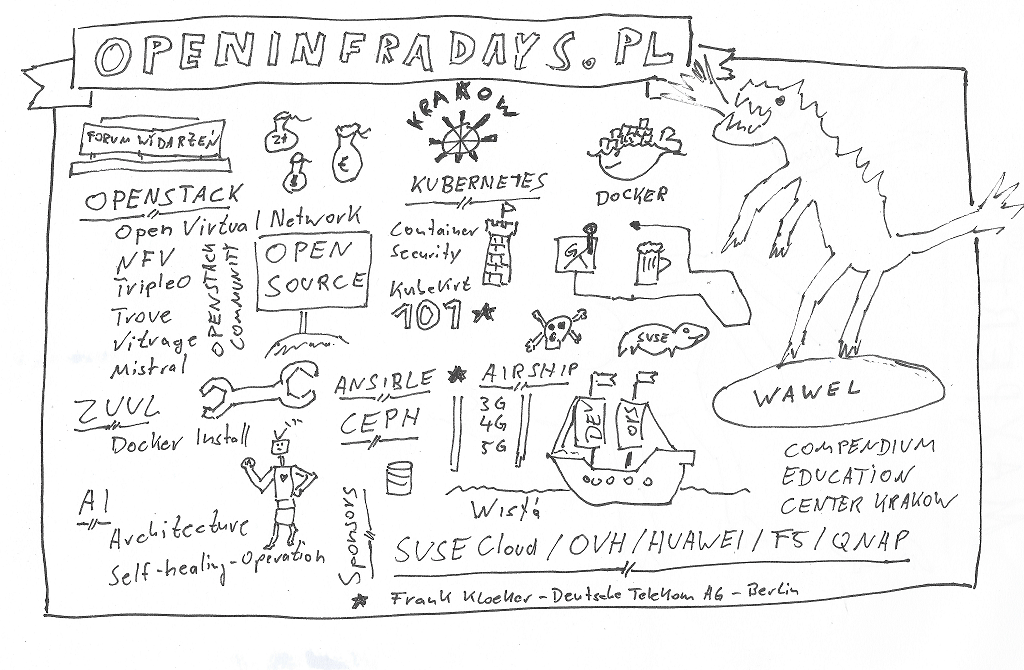 OPENINFRADAYS.PL
FORUM WIDARZEŃ
zł
$
€
KRAKOW
KUBERNETES
DOCKER
OPENSTACK
Open Virtual Network
NFV
TripleO
Trove
Vitrage
Mistral
OPENSTACK
COMMUNITY
OPEN
SOURCE
Container
Security
KubeVirt
101
G
SUSE
ZUUL
Docker Install
ANSIBLE
CEPH
AIRSHIP
3G
4G
5G
DEV
OPS
Wisła
WAWEL
COMPENDIUM
EDUCATION
CENTER KRAKOW
AI
Architecture
Self-healing-Operation
Sponsors
SUSE Cloud / OVH / HUAWEI / F5 / QNAP
Frank Kloeker - Deutsche Telekom AG - Berlin